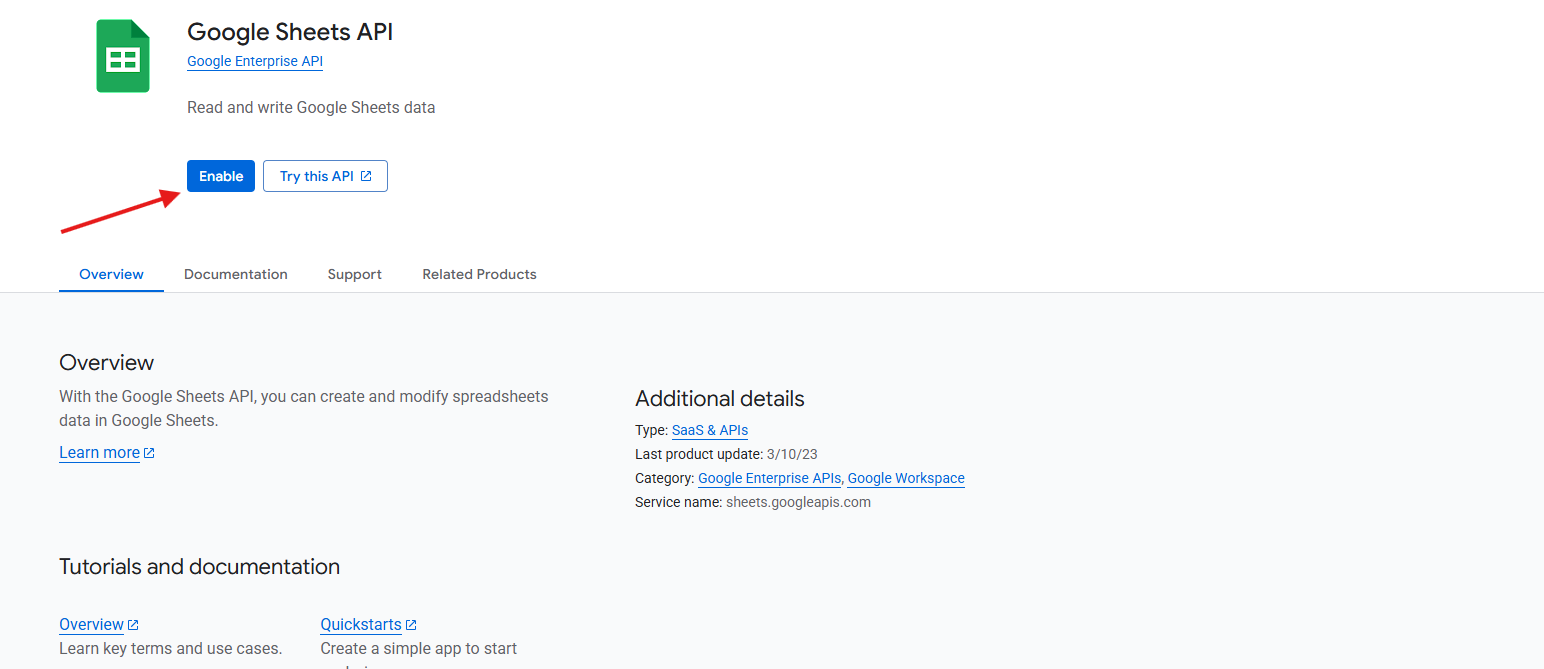 Google Sheets API
Google Enterprise API
Read and write Google Sheets data
Enable
Try this API
Overview
Documentation
Support
Related Products
Overview
With the Google Sheets API, you can create and modify spreadsheets
data in Google Sheets.
Learn more
Additional details
Type: SaaS & APIs
Last product update: 3/10/23
Category: Google Enterprise APIs, Google Workspace
Service name: sheets.googleapis.com
Tutorials and documentation
Overview
Learn key terms and use cases.
Quickstarts
Create a simple app to start